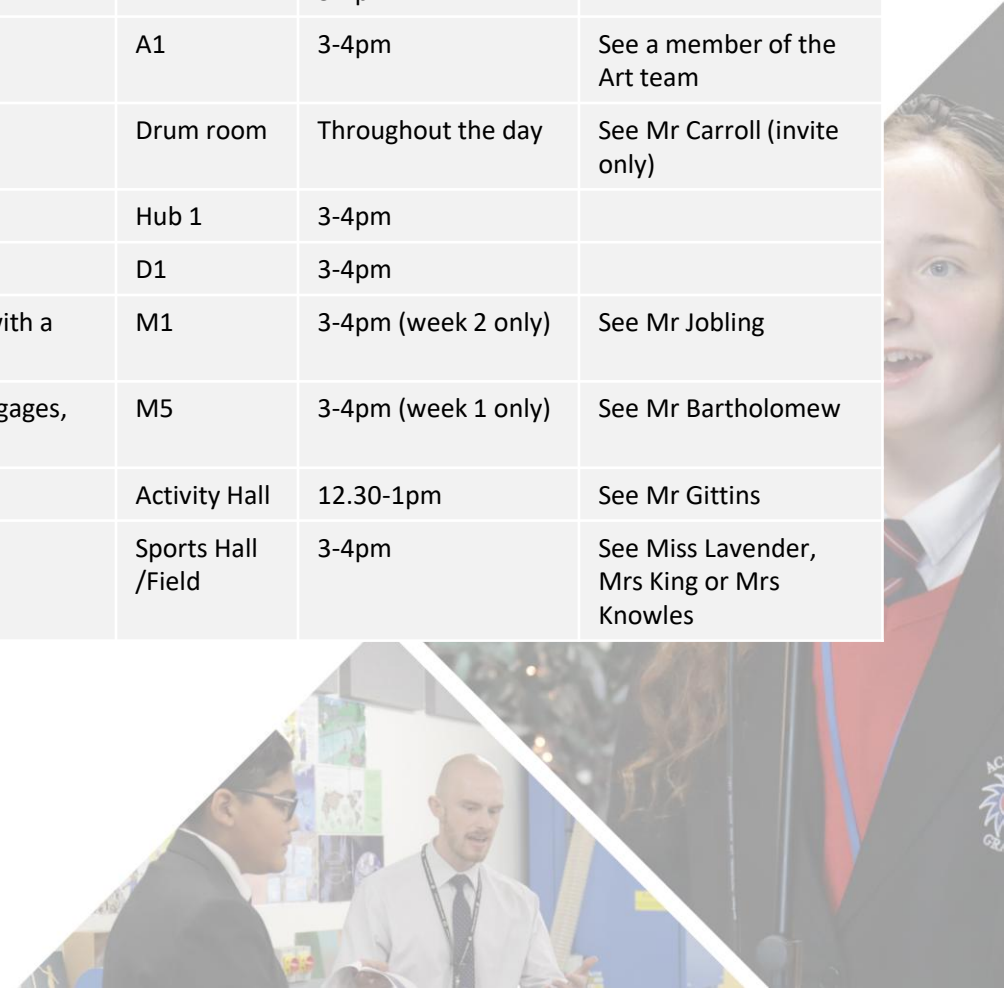 A1 3-4pm See a member of the
Art team
Drum room Throughout the day See Mr Carroll (invite
only)
Hub 1 3-4pm
D1 3-4pm
with a M1 3-4pm (week 2 only) See Mr Jobling
gages, M5 3-4pm (week 1 only) See Mr Bartholomew
Activity Hall 12.30-1pm See Mr Gittins
Sports Hall 3-4pm See Miss Lavender,
/Field Mrs King or Mrs
Knowles